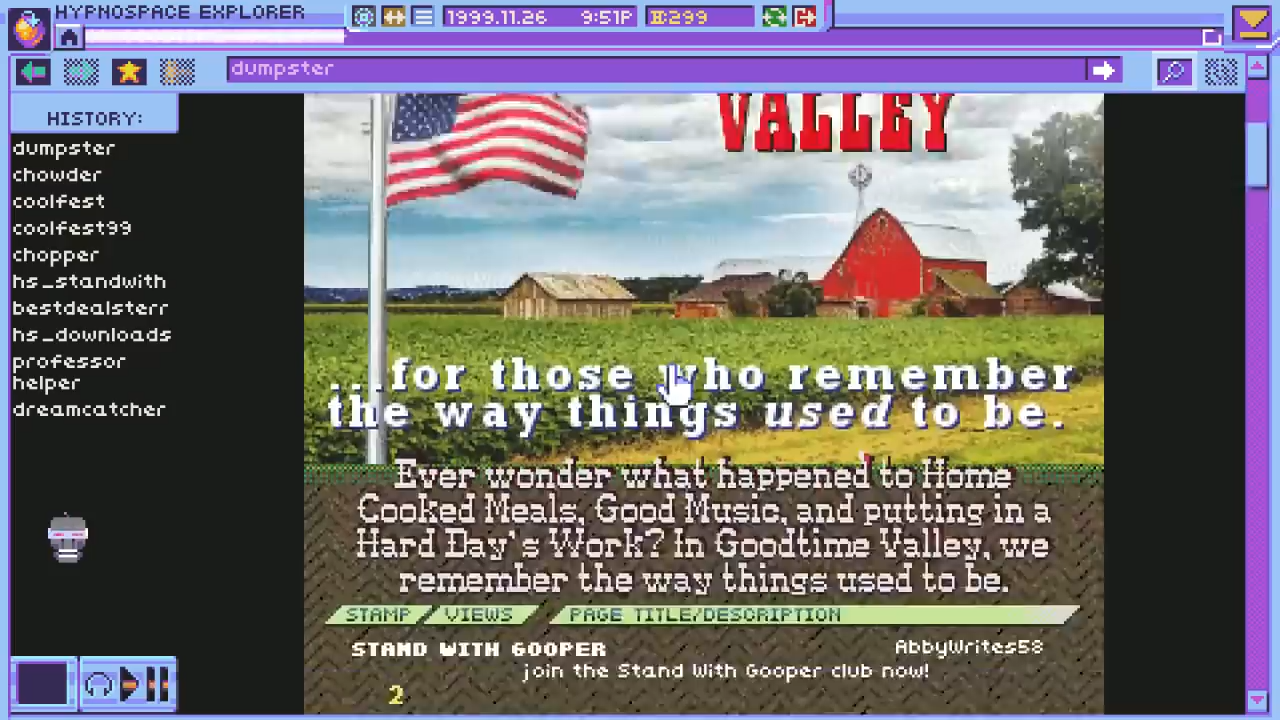 HYPNOSPACE EXPLORER
1999.11.26 9:51P 299
dumpster
HISTORY:
dumpster
chowder
coolfest
coolfest99
chopper
hs_standwith
bestdealsterr
hs_downloads
professor
helper
dreamcatcher
VALLEY
...for those who remember
the way things used to be.
Ever wonder what happened to Home
Cooked Meals, Good Music, and putting in a
Hard Day's Work? In Goodtime Valley, we
remember the way things used to be.
STAMP VIEWS PAGE TITLE/DESCRIPTION
STAND WITH GOOPER AbbyWrites58
join the Stand With Gooper club now!
2